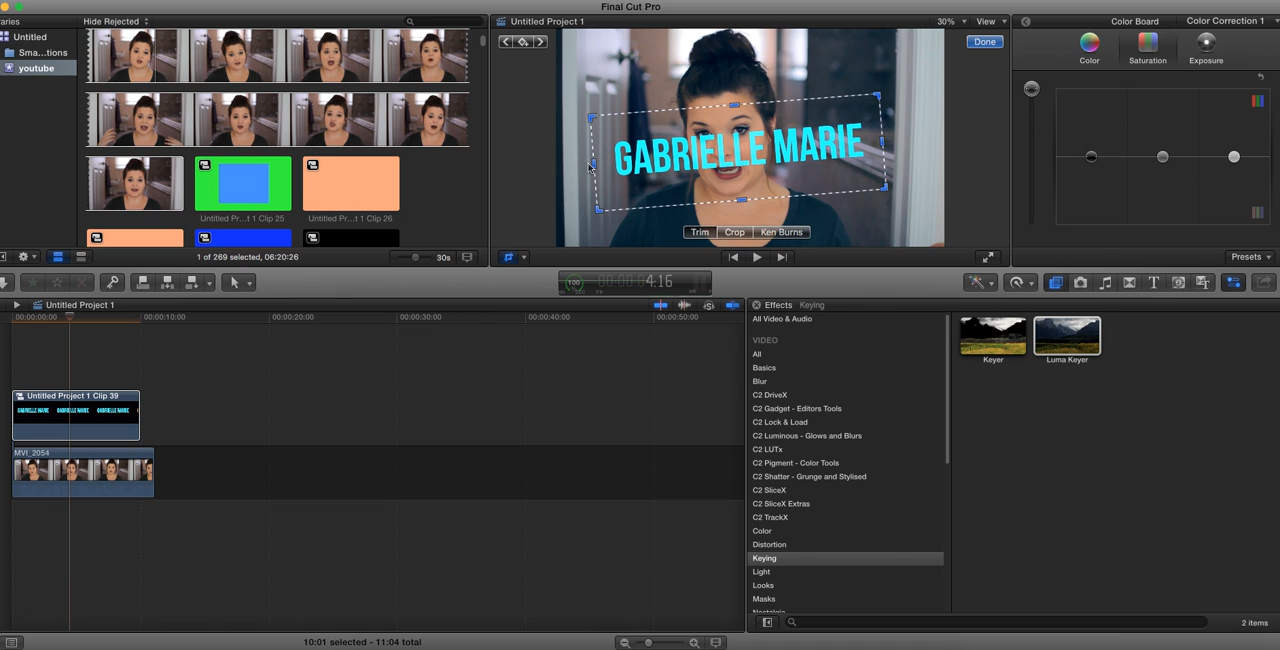 Final Cut Pro
raries
Hide Rejected
Untitled Project 1
30%
View
Color Board
Color Correction 1
Untitled
Sma...tions
youtube
Done
Color
Saturation
Exposure
GABRIELLE MARIE
Untitled Pr...t 1 Clip 25
Untitled Pr...t 1 Clip 26
Trim
Crop
Ken Burns
1 of 269 selected, 06:20:26
30s
Presets
100
4:16
Untitled Project 1
Effects
Keying
00:00:00:00
00:00:10:00
00:00:20:00
00:00:30:00
00:00:40:00
00:00:50:00
All Video & Audio
VIDEO
All
Basics
Blur
C2 DriveX
C2 Gadget - Editors Tools
C2 Lock & Load
C2 Luminous - Glows and Blurs
C2 LUTx
C2 Pigment - Color Tools
C2 Shatter - Grunge and Stylised
C2 SliceX
C2 SliceX Extras
C2 TrackX
Color
Distortion
Keying
Light
Looks
Masks
Nostalgia
Keyer
Luma Keyer
Untitled Project 1 Clip 39
GABRIELLE MARIE GABRIELLE MARIE GABRIELLE MARIE
MVI_2054
10:01 selected - 11:04 total
2 items